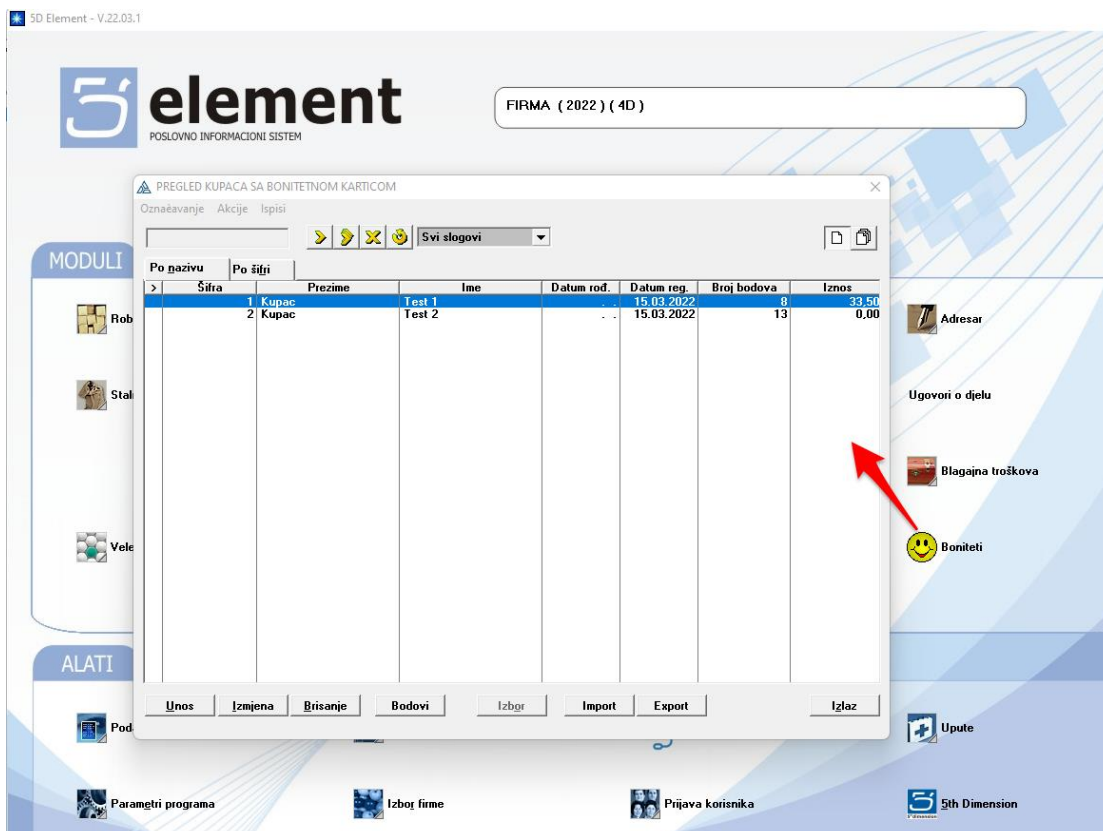 5D Element - V.22.03.1
element
POSLOVNO INFORMACIONI SISTEM
FIRMA ( 2022 ) ( 4D )
PREGLED KUPACA SA BONITETNOM KARTICOM
Označavanje Akcije Ispisi
Svi slogovi
MODULI
Po nazivu Po šifri
> Šifra Prezime Ime Datum rođ. Datum reg. Broj bodova Iznos
1 Kupac Test 1 . . 15.03.2022 8 33,50
2 Kupac Test 2 . . 15.03.2022 13 0,00
Rob
Adresar
Stal
Ugovori o djelu
Blagajna troškova
Vele
Boniteti
ALATI
Unos Izmjena Brisanje Bodovi Izbor Import Export Izlaz
Pod
Upute
Parametri programa
Izbor firme
Prijava korisnika
5th Dimension